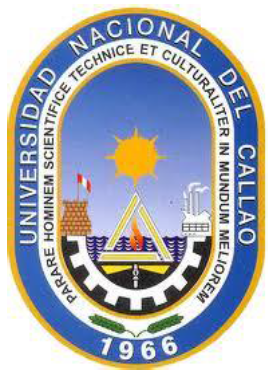 UNIVERSIDAD NACIONAL DEL CALLAO
PARARE HOMINEM SCIENTIFICE TECHNICE ET CULTURALITER IN MUNDUM MELIOREM
1966